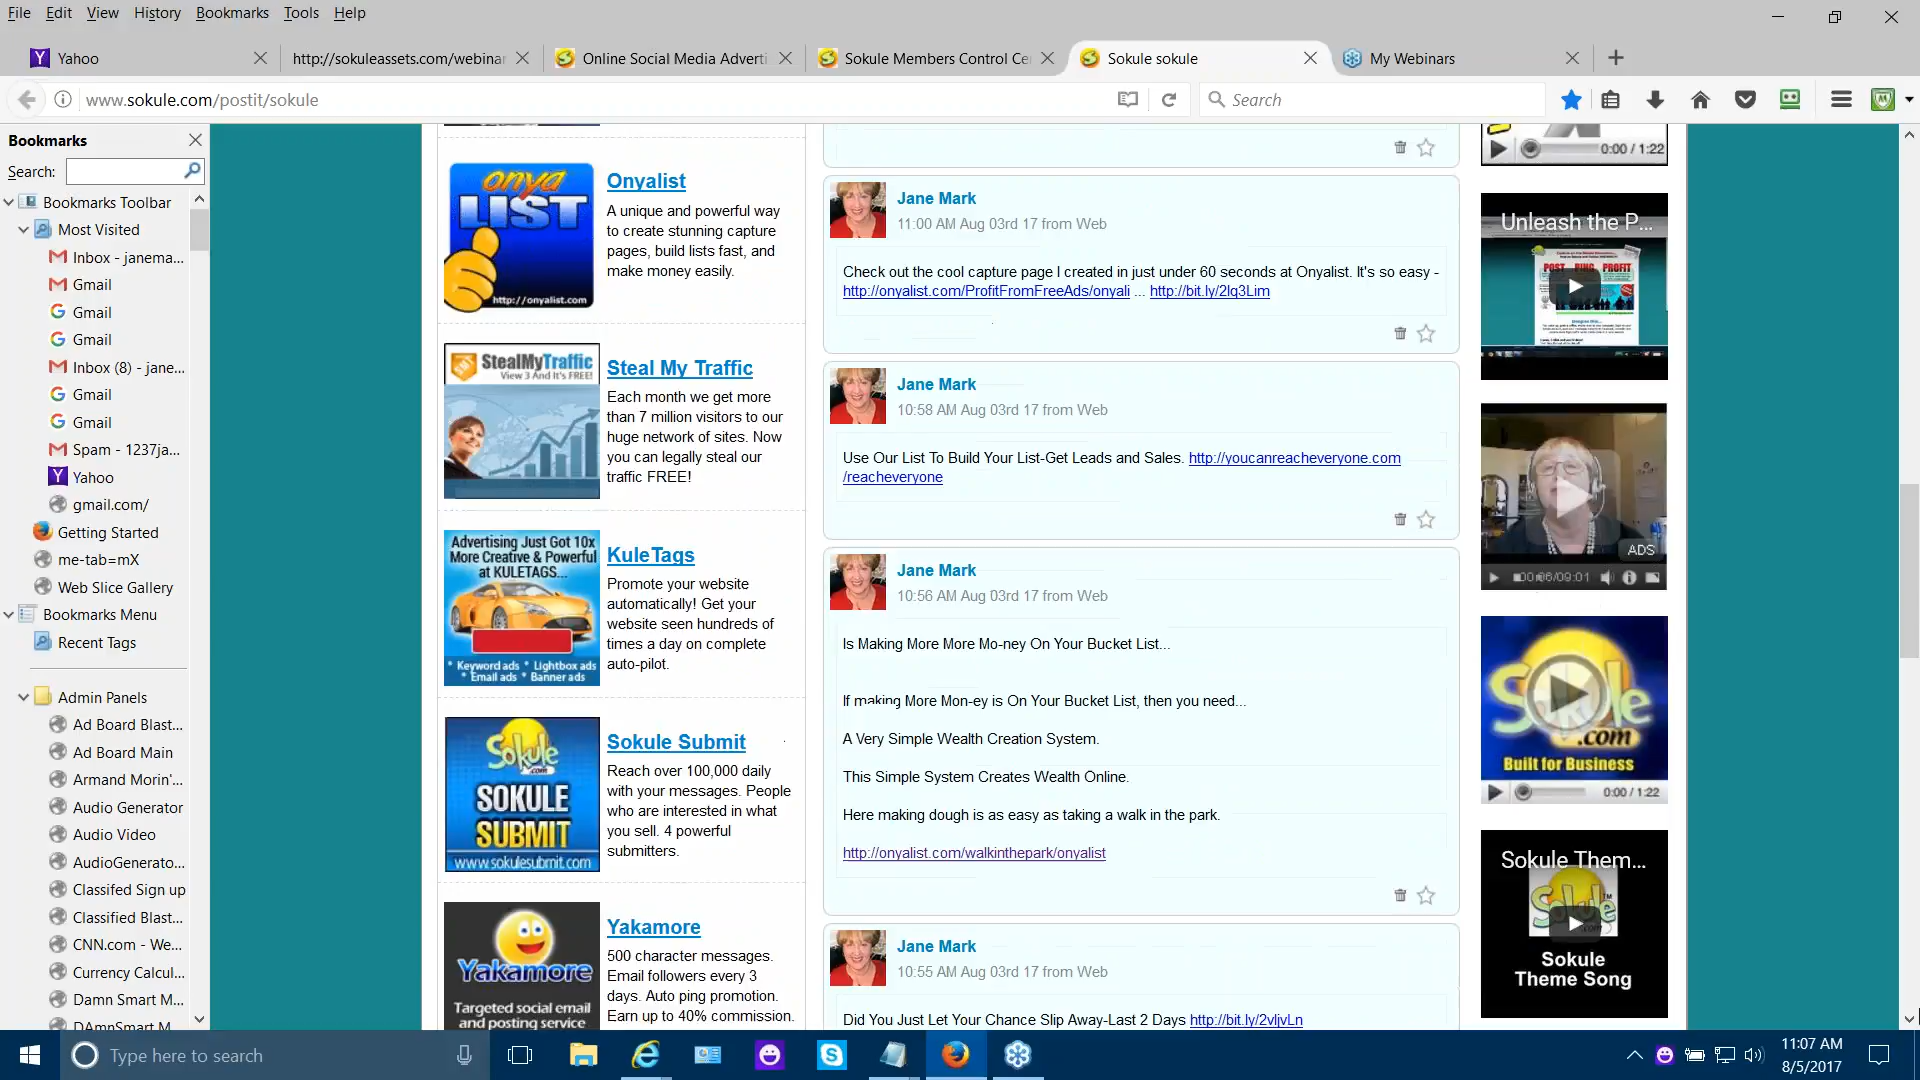 File Edit View History Bookmarks Tools Help
Yahoo
http://sokuleassets.com/webinar
Online Social Media Adverti
Sokule Members Control Ce
Sokule sokule
My Webinars
www.sokule.com/postit/sokule
Search
Bookmarks
Search:
Bookmarks Toolbar
Most Visited
Inbox - janema...
Gmail
Gmail
Gmail
Inbox (8) - jane...
Gmail
Gmail
Spam - 1237ja...
Yahoo
gmail.com/
Getting Started
me-tab=mX
Web Slice Gallery
Bookmarks Menu
Recent Tags
Admin Panels
Ad Board Blast...
Ad Board Main
Armand Morin'...
Audio Generator
Audio Video
AudioGenerato...
Classifed Sign up
Classified Blast...
CNN.com - We...
Currency Calcul...
Damn Smart M...
DAmnSmart M
onya
LIST
http://onyalist.com
Onyalist
A unique and powerful way
to create stunning capture
pages, build lists fast, and
make money easily.
StealMyTraffic
View 3 And It's FREE!
Steal My Traffic
Each month we get more
than 7 million visitors to our
huge network of sites. Now
you can legally steal our
traffic FREE!
Advertising Just Got 10x
More Creative & Powerful
at KULETAGS...
* Keyword ads * Lightbox ads
* Email ads * Banner ads
KuleTags
Promote your website
automatically! Get your
website seen hundreds of
times a day on complete
auto-pilot.
Sokule
.com
SOKULE
SUBMIT
www.sokulesubmit.com
Sokule Submit
Reach over 100,000 daily
with your messages. People
who are interested in what
you sell. 4 powerful
submitters.
Yakamore
Targeted social email
and posting service
Yakamore
500 character messages.
Email followers every 3
days. Auto ping promotion.
Earn up to 40% commission.
Jane Mark
11:00 AM Aug 03rd 17 from Web
Check out the cool capture page I created in just under 60 seconds at Onyalist. It's so easy -
http://onyalist.com/ProfitFromFreeAds/onyali ... http://bit.ly/2lq3Lim
Jane Mark
10:58 AM Aug 03rd 17 from Web
Use Our List To Build Your List-Get Leads and Sales. http://youcanreacheveryone.com
/reacheveryone
Jane Mark
10:56 AM Aug 03rd 17 from Web
Is Making More More Mo-ney On Your Bucket List...
If making More Mon-ey is On Your Bucket List, then you need...
A Very Simple Wealth Creation System.
This Simple System Creates Wealth Online.
Here making dough is as easy as taking a walk in the park.
http://onyalist.com/walkinthepark/onyalist
Jane Mark
10:55 AM Aug 03rd 17 from Web
Did You Just Let Your Chance Slip Away-Last 2 Days http://bit.ly/2vljvLn
0:00 / 1:22
Unleash the P...
POST PING PROFIT
ADS
00:06/09:01
Sokule
.com
Built for Business
0:00 / 1:22
Sokule Them...
Sokule
Sokule
Theme Song
Type here to search
11:07 AM
8/5/2017